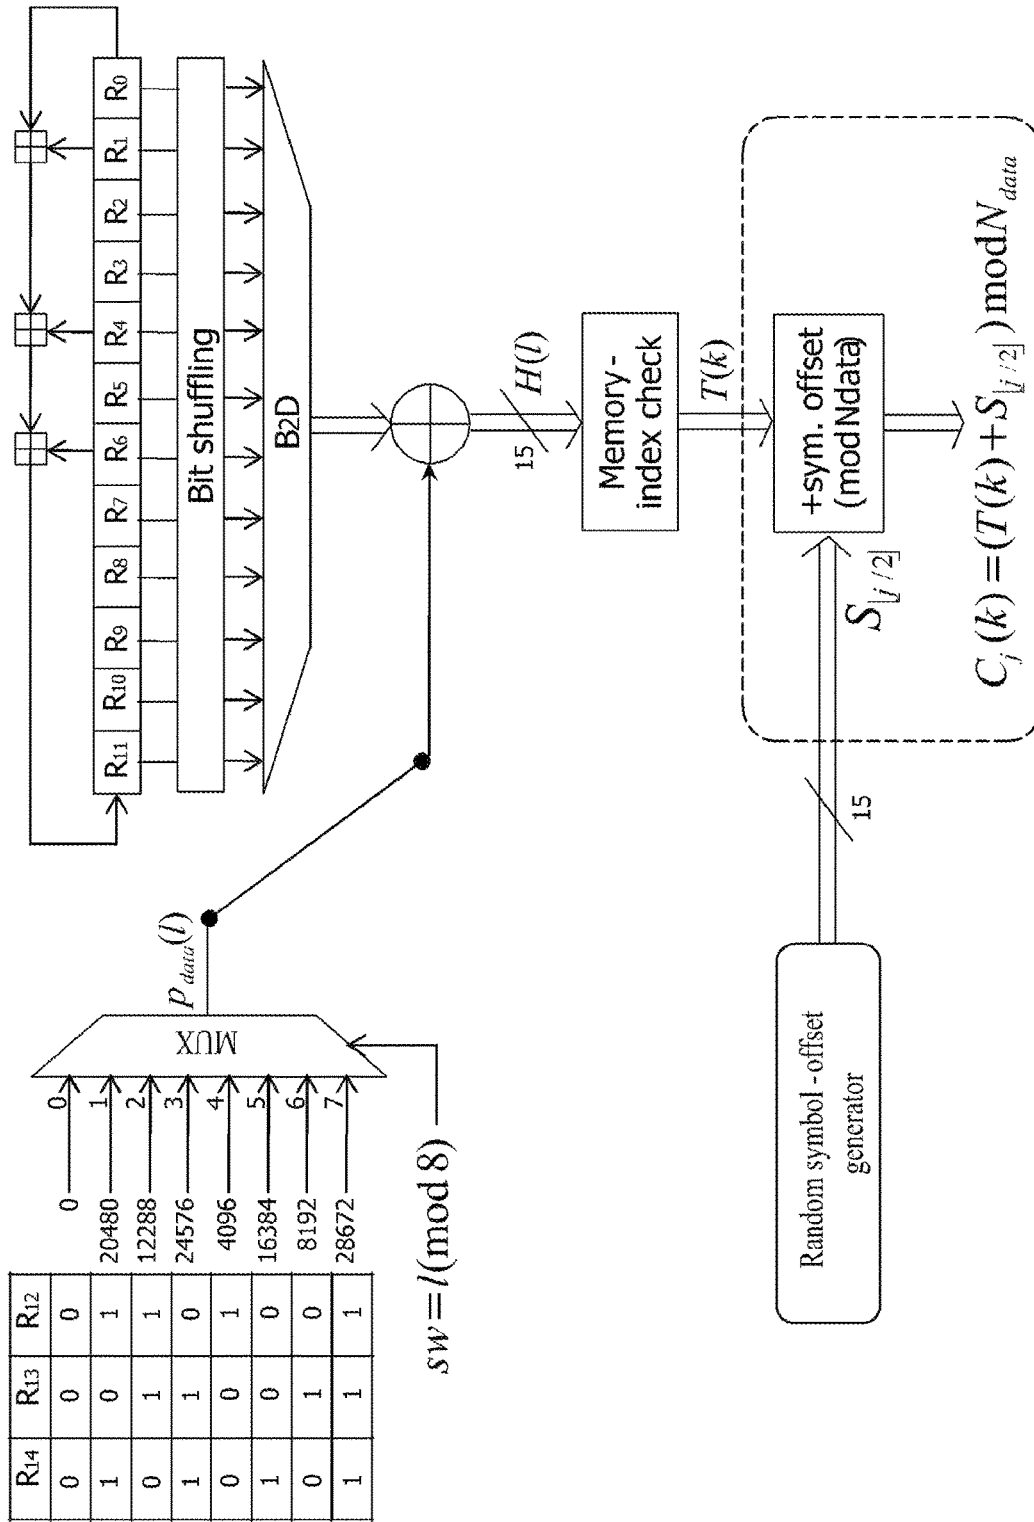 R14 R13 R12
0 0 0
1 0 1
0 1 1
1 1 0
0 0 1
1 0 0
0 1 0
1 1 1
0
20480
12288
24576
4096
16384
8192
28672
0
1
2
3
4
5
6
7
MUX
p_data(l)
sw=l(mod 8)
R11 R10 R9 R8 R7 R6 R5 R4 R3 R2 R1 R0
Bit shuffling
B2D
15
H(l)
Memory-
index check
T(k)
Random symbol-offset
generator
15
S⌊j/2⌋
+sym. offset
(modNdata)
C_j(k)=(T(k)+S⌊j/2⌋)modN_data